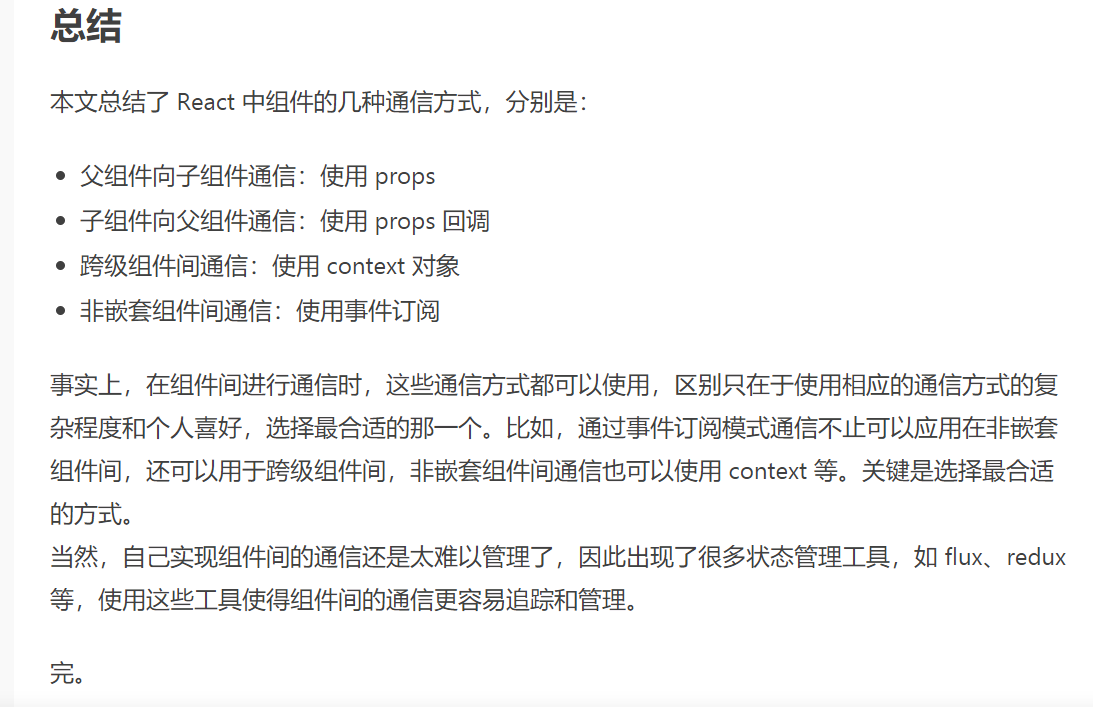 总结
本文总结了 React 中组件的几种通信方式，分别是：
• 父组件向子组件通信：使用 props
• 子组件向父组件通信：使用 props 回调
• 跨级组件间通信：使用 context 对象
• 非嵌套组件间通信：使用事件订阅
事实上，在组件间进行通信时，这些通信方式都可以使用，区别只在于使用相应的通信方式的复
杂程度和个人喜好，选择最合适的那一个。比如，通过事件订阅模式通信不止可以应用在非嵌套
组件间，还可以用于跨级组件间，非嵌套组件间通信也可以使用 context 等。关键是选择最合适
的方式。
当然，自己实现组件间的通信还是太难以管理了，因此出现了很多状态管理工具，如 flux、redux
等，使用这些工具使得组件间的通信更容易追踪和管理。
完。